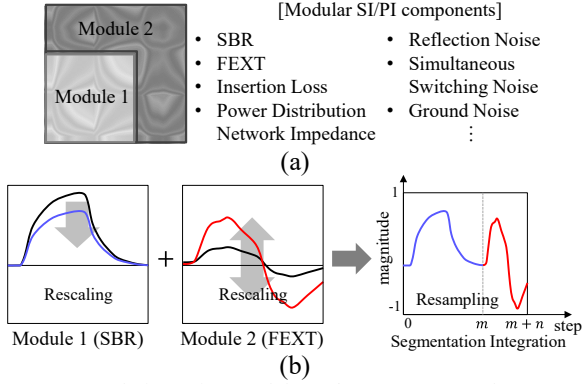 Module 2
Module 1
[Modular SI/PI components]
• SBR
• FEXT
• Insertion Loss
• Power Distribution
Network Impedance
• Reflection Noise
• Simultaneous
Switching Noise
• Ground Noise
⋮
(a)
Rescaling
Module 1 (SBR)
+
Rescaling
Module 2 (FEXT)
magnitude
1
-1
Resampling
0
m
m + n
step
Segmentation Integration
(b)